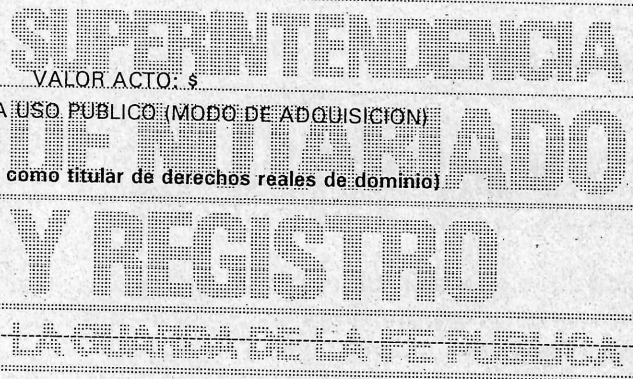 SUPERINTENDENCIA
VALOR ACTO: $
A USO PUBLICO (MODO DE ADQUISICION)
DE NOTARIADO
como titular de derechos reales de dominio)
Y REGISTRO
LA GUARDA DE LA FE PUBLICA